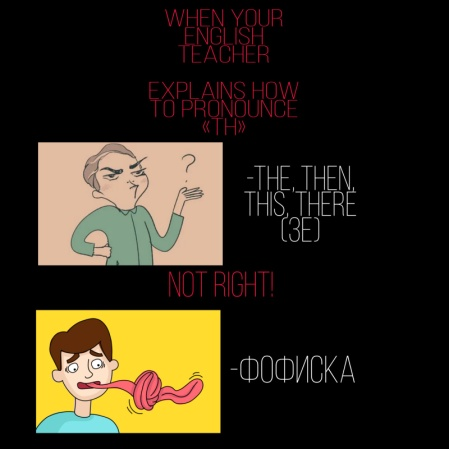 WHEN YOUR
ENGLISH
TEACHER
EXPLAINS HOW
TO PRONOUNCE
«TH»
?
-THE, THEN,
THIS, THERE
(ЗЕ)
NOT RIGHT!
-ФОФИСКА